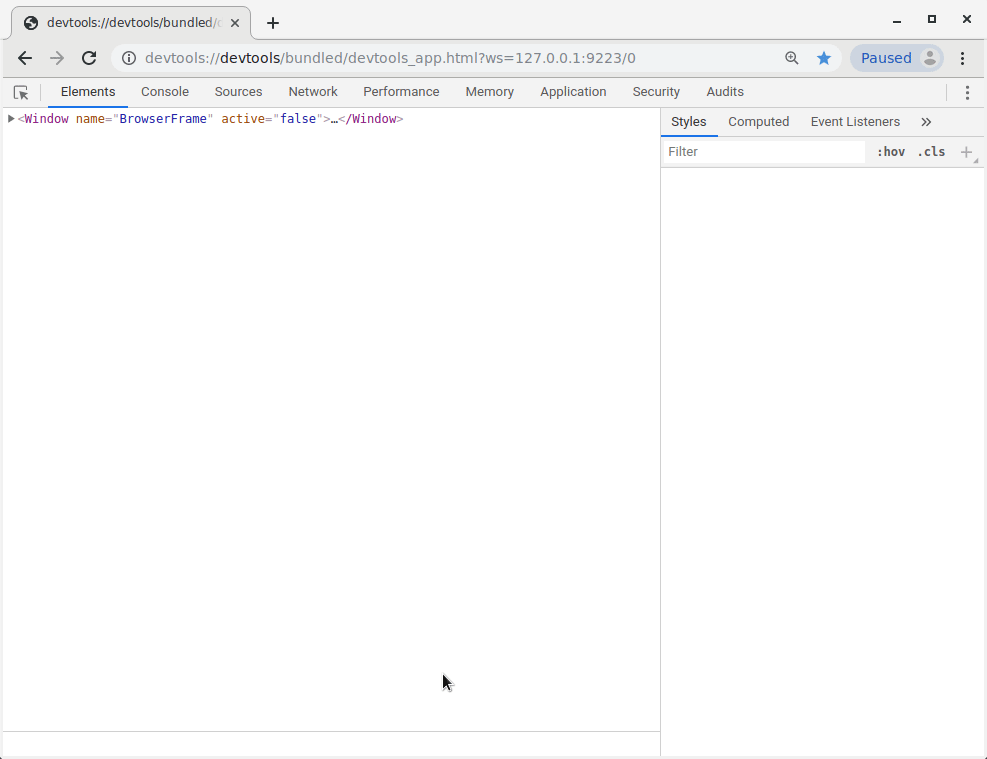 devtools://devtools/bundled/d
devtools://devtools/bundled/devtools_app.html?ws=127.0.0.1:9223/0
Paused
Elements Console Sources Network Performance Memory Application Security Audits
<Window name="BrowserFrame" active="false">…</Window>
Styles Computed Event Listeners »
Filter :hov .cls +